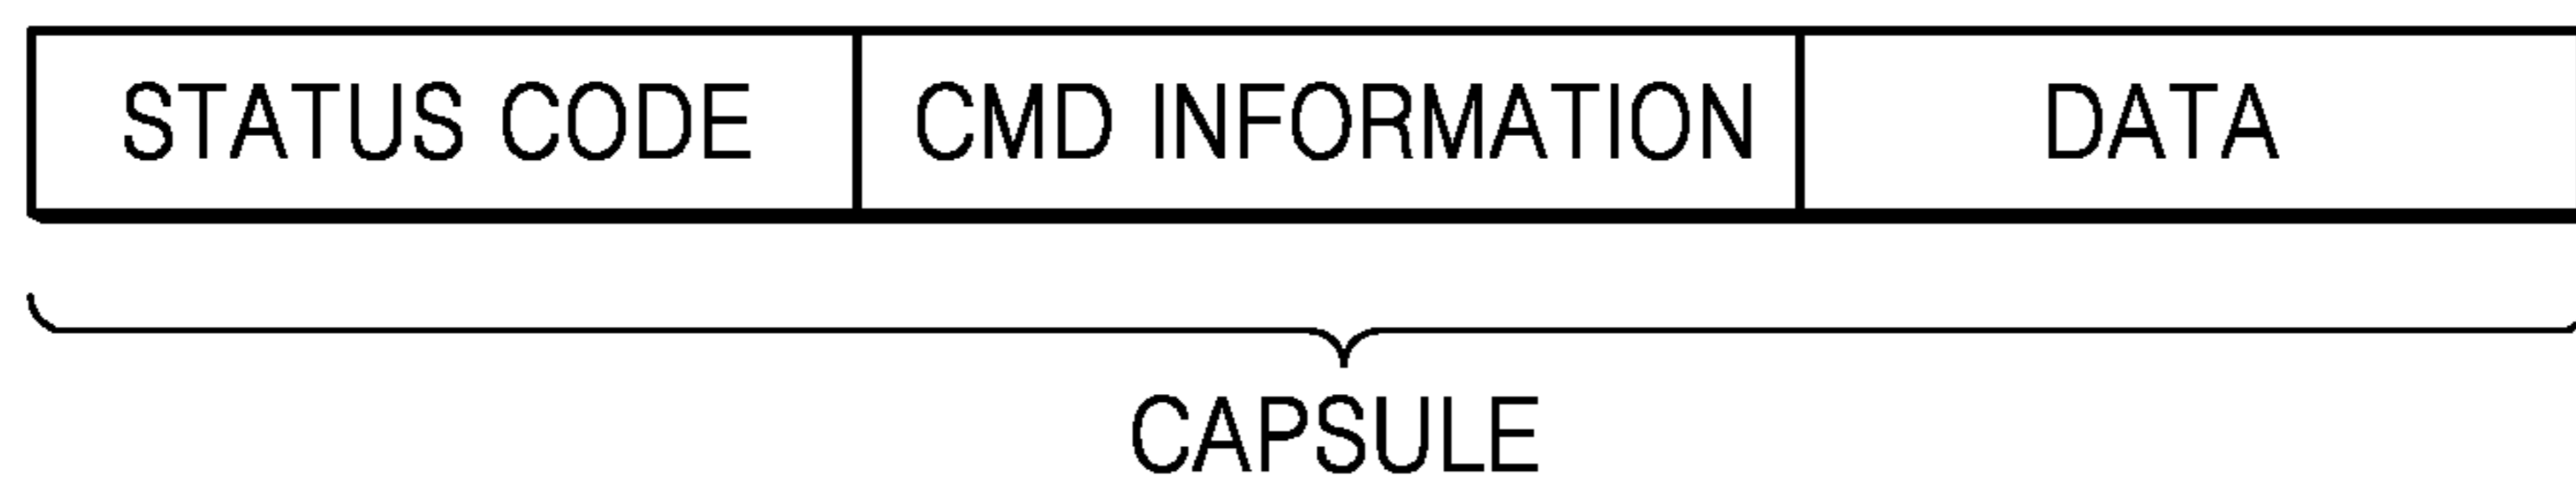 STATUS CODE CMD INFORMATION DATA
CAPSULE